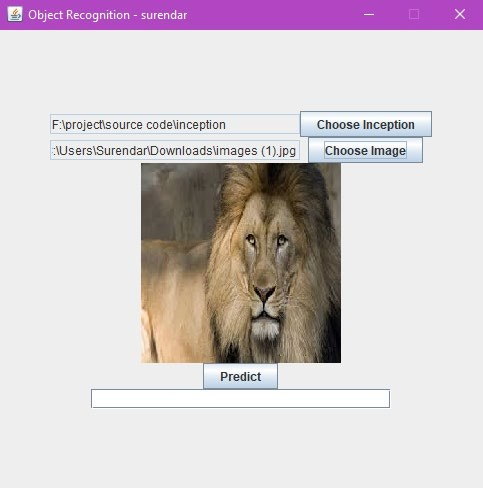 Object Recognition - surendar
F:\project\source code\inception Choose Inception
:\Users\Surendar\Downloads\images (1).jpg Choose Image
Predict